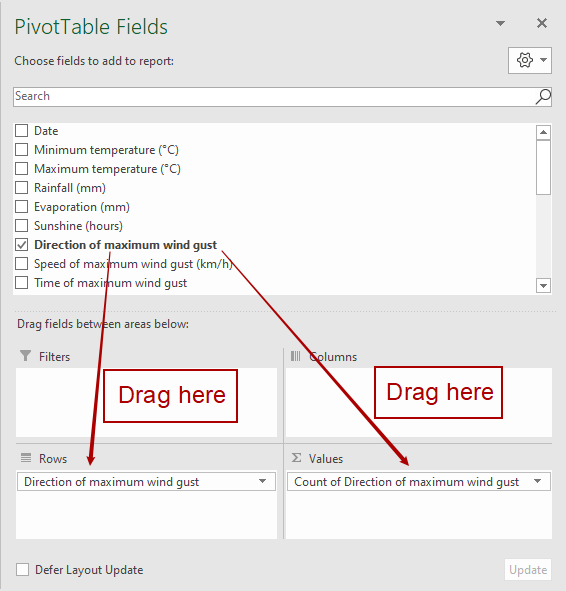 PivotTable Fields
Choose fields to add to report:
Search
Date
Minimum temperature (°C)
Maximum temperature (°C)
Rainfall (mm)
Evaporation (mm)
Sunshine (hours)
Direction of maximum wind gust
Speed of maximum wind gust (km/h)
Time of maximum wind gust
Drag fields between areas below:
Filters
Columns
Drag here
Drag here
Rows
Σ Values
Direction of maximum wind gust
Count of Direction of maximum wind gust
Defer Layout Update
Update